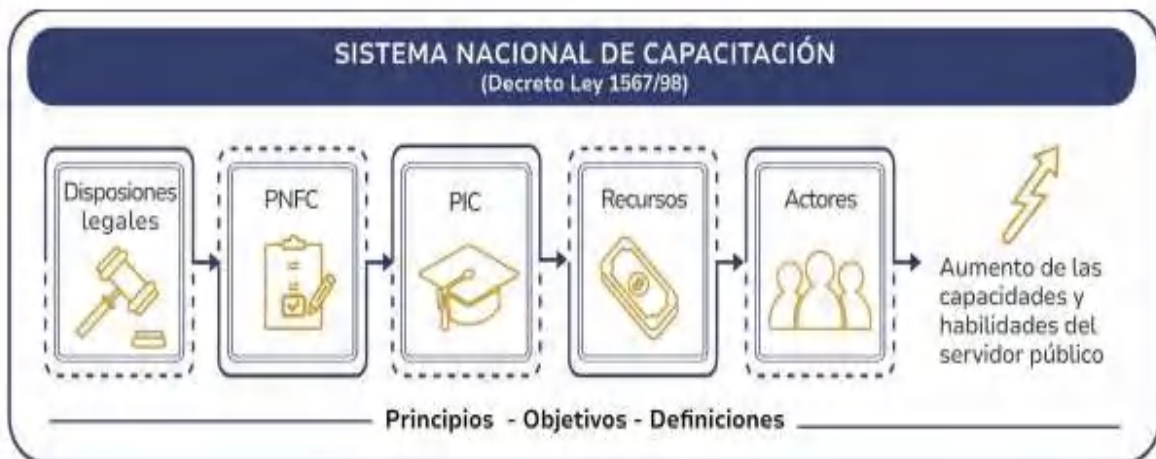 SISTEMA NACIONAL DE CAPACITACIÓN
(Decreto Ley 1567/98)
Disposiones
legales
PNFC
PIC
Recursos
Actores
Aumento de las
capacidades y
habilidades del
servidor público
Principios - Objetivos - Definiciones